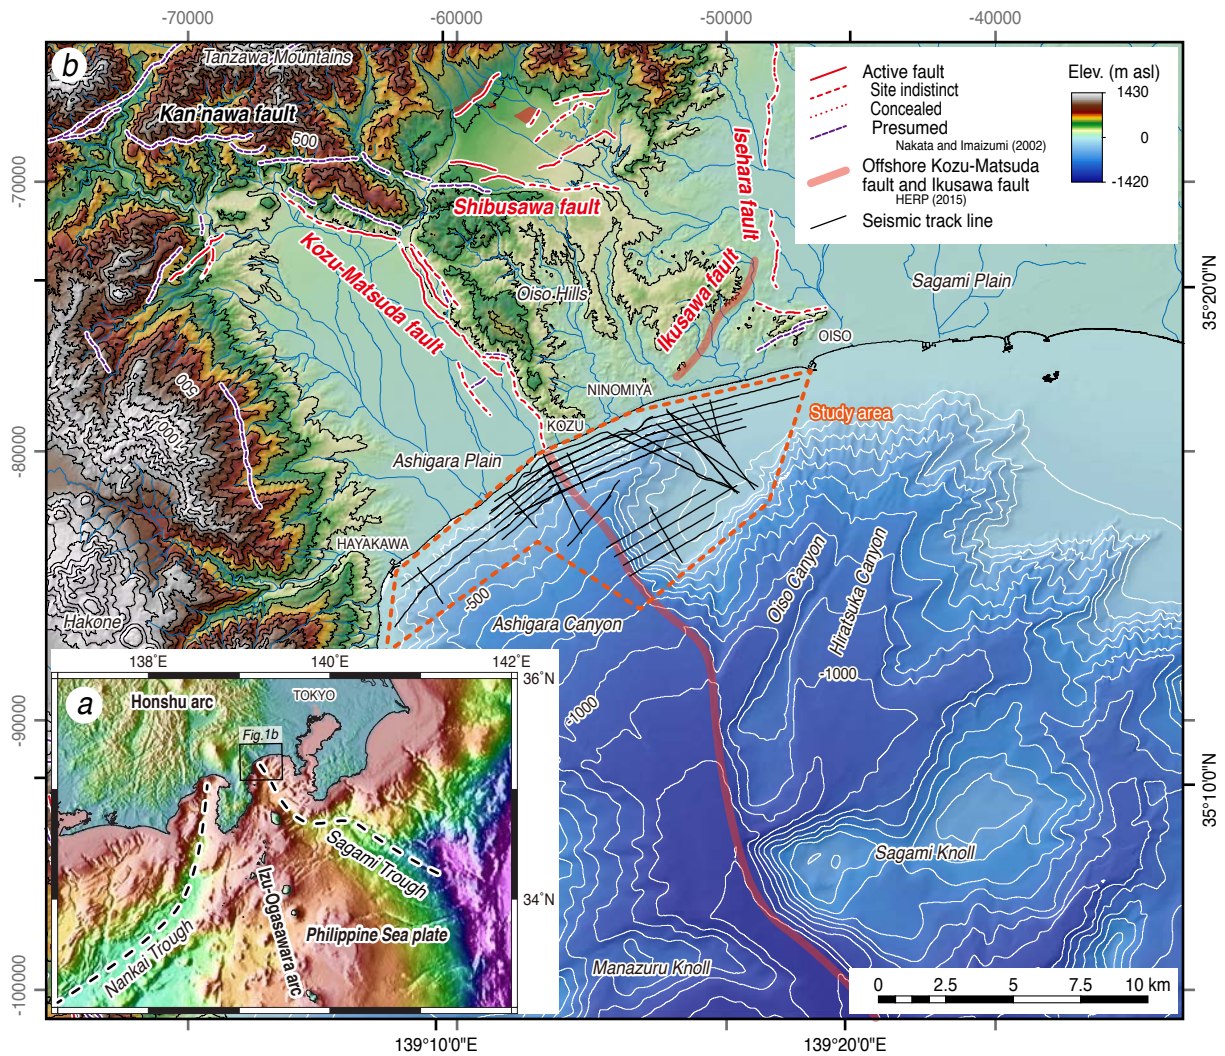 -70000
-60000
-50000
-40000
b
Tanzawa Mountains
Kan'nawa fault
500
Shibusawa fault
Isehara fault
Kozu-Matsuda fault
Oiso Hills
Ikusawa fault
Sagami Plain
OISO
NINOMIYA
KOZU
Study area
Ashigara Plain
HAYAKAWA
500
1000
Hakone
-500
Ashigara Canyon
Oiso Canyon
Hiratsuka Canyon
-1000
-1000
Sagami Knoll
Manazuru Knoll
Active fault
Site indistinct
Concealed
Presumed
Nakata and Imaizumi (2002)
Offshore Kozu-Matsuda
fault and Ikusawa fault
HERP (2015)
Seismic track line
Elev. (m asl)
1430
0
-1420
-70000
-80000
-90000
-100000
35°20'0"N
35°10'0"N
139°10'0"E
139°20'0"E
0 2.5 5 7.5 10 km
138˚E
140˚E
142˚E
36˚N
34˚N
a
Honshu arc
TOKYO
Fig.1b
Sagami Trough
Nankai Trough
Izu-Ogasawara arc
Philippine Sea plate